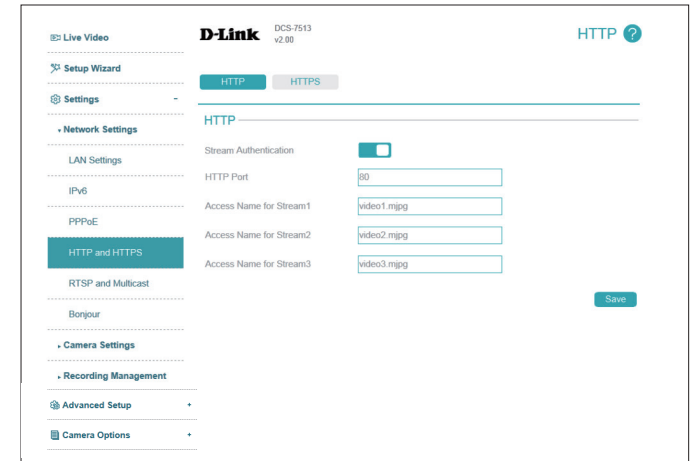 Live Video
Setup Wizard
Settings -
Network Settings
LAN Settings
IPv6
PPPoE
HTTP and HTTPS
RTSP and Multicast
Bonjour
Camera Settings
Recording Management
Advanced Setup +
Camera Options +
D-Link DCS-7513
v2.00
HTTP ?
HTTP HTTPS
HTTP
Stream Authentication
HTTP Port 80
Access Name for Stream1 video1.mjpg
Access Name for Stream2 video2.mjpg
Access Name for Stream3 video3.mjpg
Save